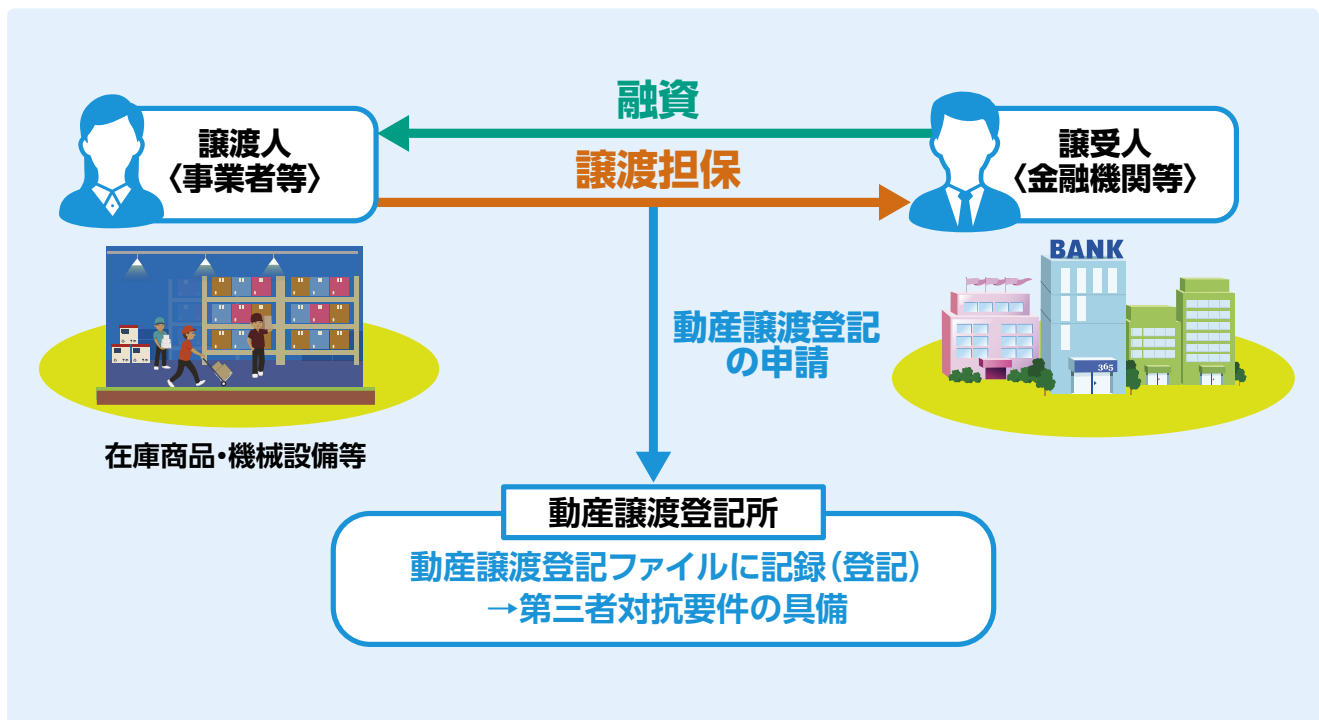 融資
譲渡人
〈事業者等〉
譲受人
〈金融機関等〉
譲渡担保
BANK
365
動産譲渡登記
の申請
在庫商品・機械設備等
動産譲渡登記所
動産譲渡登記ファイルに記録(登記)
→第三者対抗要件の具備